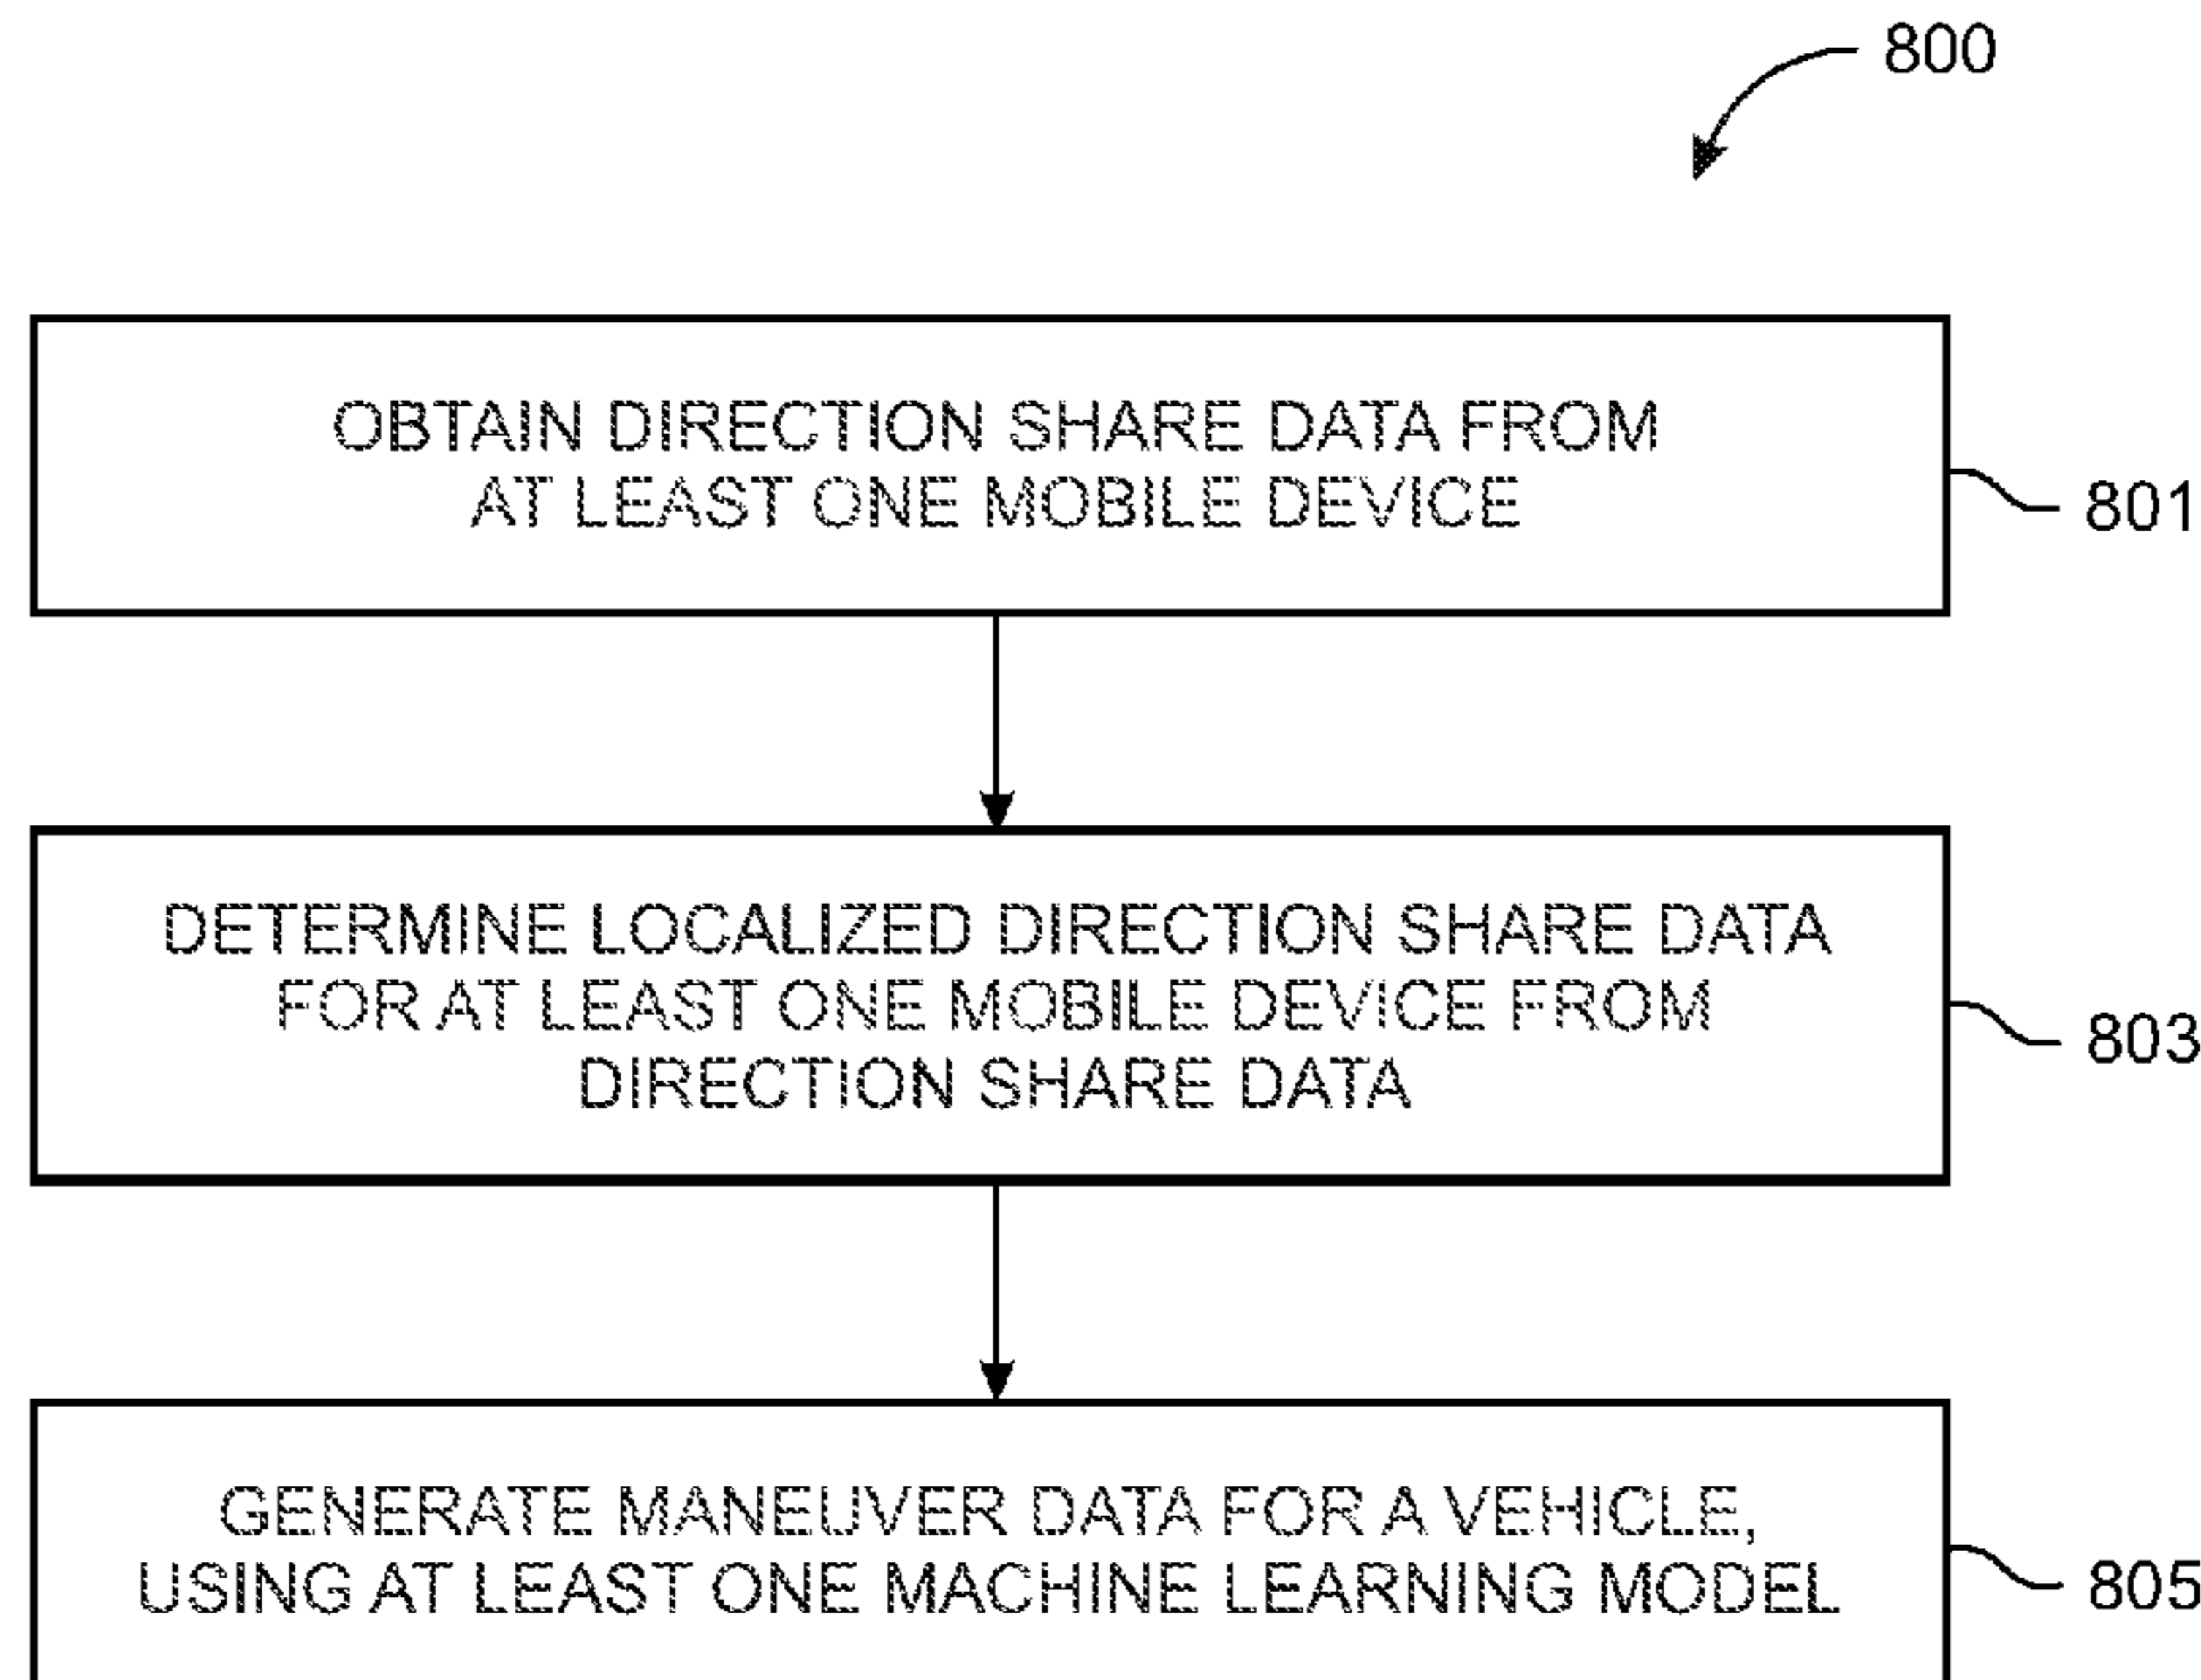 800
OBTAIN DIRECTION SHARE DATA FROM
AT LEAST ONE MOBILE DEVICE
801
DETERMINE LOCALIZED DIRECTION SHARE DATA
FOR AT LEAST ONE MOBILE DEVICE FROM
DIRECTION SHARE DATA
803
GENERATE MANEUVER DATA FOR A VEHICLE,
USING AT LEAST ONE MACHINE LEARNING MODEL
805